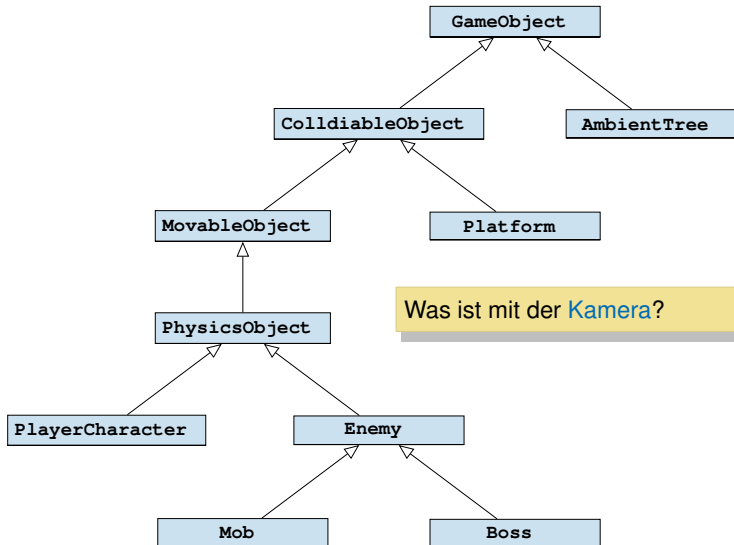 GameObject
ColldiableObject
AmbientTree
MovableObject
Platform
Was ist mit der Kamera?
PhysicsObject
PlayerCharacter
Enemy
Mob
Boss